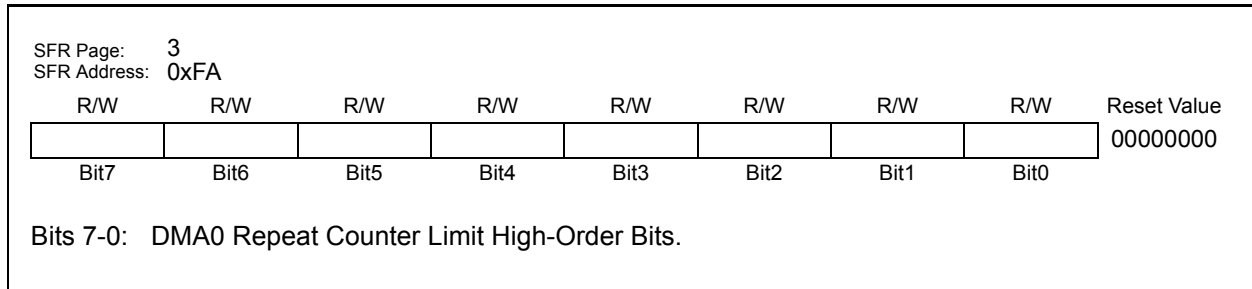 SFR Page: 3
SFR Address: 0xFA
R/W R/W R/W R/W R/W R/W R/W R/W Reset Value
00000000
Bit7 Bit6 Bit5 Bit4 Bit3 Bit2 Bit1 Bit0
Bits 7-0: DMA0 Repeat Counter Limit High-Order Bits.